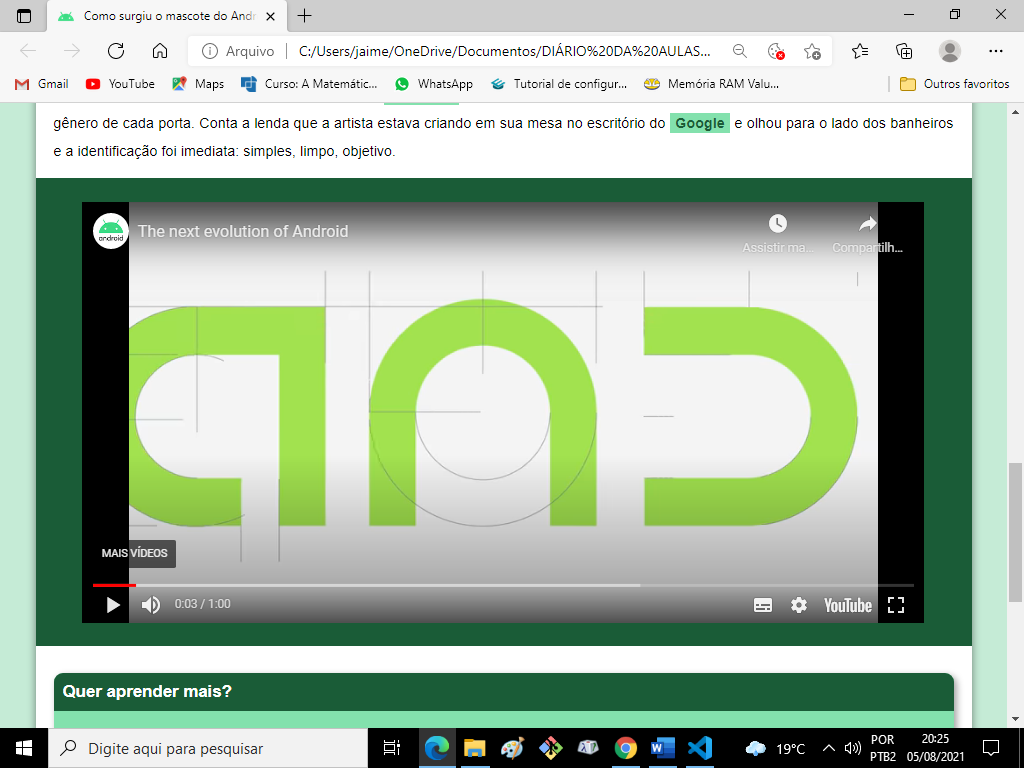 Como surgiu o mascote do Andr
Arquivo
C:/Users/jaime/OneDrive/Documentos/DIÁRIO%20DA%20AULAS...
Gmail
YouTube
Maps
Curso: A Matemátic...
WhatsApp
Tutorial de configur...
Memória RAM Valu...
Outros favoritos
gênero de cada porta. Conta a lenda que a artista estava criando em sua mesa no escritório do Google e olhou para o lado dos banheiros
e a identificação foi imediata: simples, limpo, objetivo.
android
The next evolution of Android
Assistir ma...
Compartilh...
MAIS VÍDEOS
0:03 / 1:00
YouTube
Quer aprender mais?
Digite aqui para pesquisar
19°C
POR
PTB2
20:25
05/08/2021